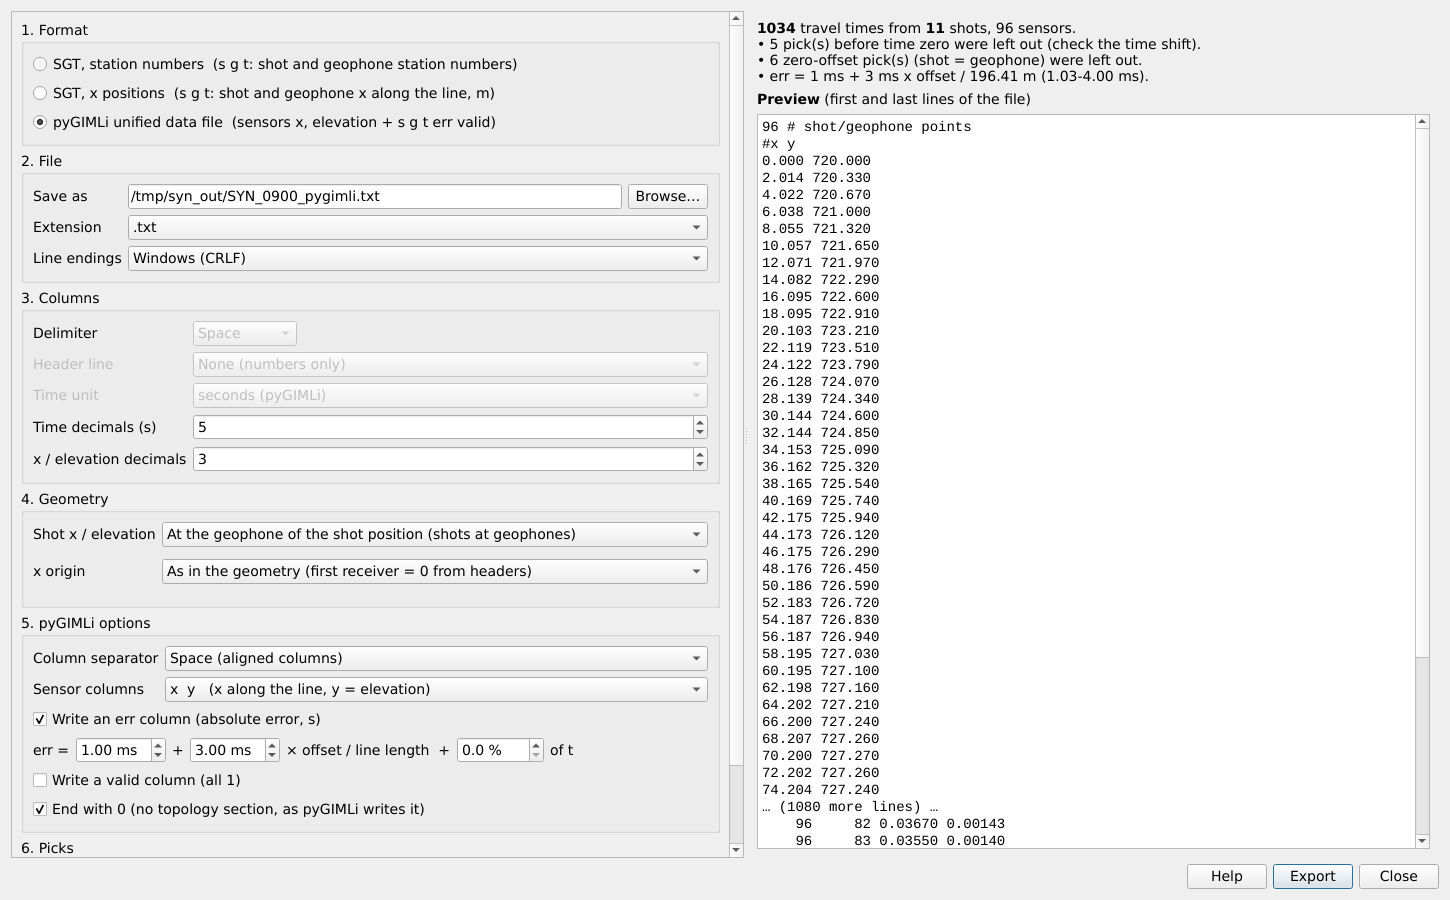 1. Format
SGT, station numbers  (s g t: shot and geophone station numbers)
SGT, x positions  (s g t: shot and geophone x along the line, m)
pyGIMLi unified data file  (sensors x, elevation + s g t err valid)
2. File
Save as /tmp/syn_out/SYN_0900_pygimli.txt Browse...
Extension .txt
Line endings Windows (CRLF)
3. Columns
Delimiter Space
Header line None (numbers only)
Time unit seconds (pyGIMLi)
Time decimals (s) 5
x / elevation decimals 3
4. Geometry
Shot x / elevation At the geophone of the shot position (shots at geophones)
x origin As in the geometry (first receiver = 0 from headers)
5. pyGIMLi options
Column separator Space (aligned columns)
Sensor columns x  y   (x along the line, y = elevation)
Write an err column (absolute error, s)
err = 1.00 ms + 3.00 ms × offset / line length + 0.0 % of t
Write a valid column (all 1)
End with 0 (no topology section, as pyGIMLi writes it)
6. Picks
1034 travel times from 11 shots, 96 sensors.
• 5 pick(s) before time zero were left out (check the time shift).
• 6 zero-offset pick(s) (shot = geophone) were left out.
• err = 1 ms + 3 ms x offset / 196.41 m (1.03-4.00 ms).
Preview (first and last lines of the file)
96 # shot/geophone points
#x y
0.000 720.000
2.014 720.330
4.022 720.670
6.038 721.000
8.055 721.320
10.057 721.650
12.071 721.970
14.082 722.290
16.095 722.600
18.095 722.910
20.103 723.210
22.119 723.510
24.122 723.790
26.128 724.070
28.139 724.340
30.144 724.600
32.144 724.850
34.153 725.090
36.162 725.320
38.165 725.540
40.169 725.740
42.175 725.940
44.173 726.120
46.175 726.290
48.176 726.450
50.186 726.590
52.183 726.720
54.187 726.830
56.187 726.940
58.195 727.030
60.195 727.100
62.198 727.160
64.202 727.210
66.200 727.240
68.207 727.260
70.200 727.270
72.202 727.260
74.204 727.240
… (1080 more lines) …
96     82 0.03670 0.00143
96     83 0.03550 0.00140
Help Export Close